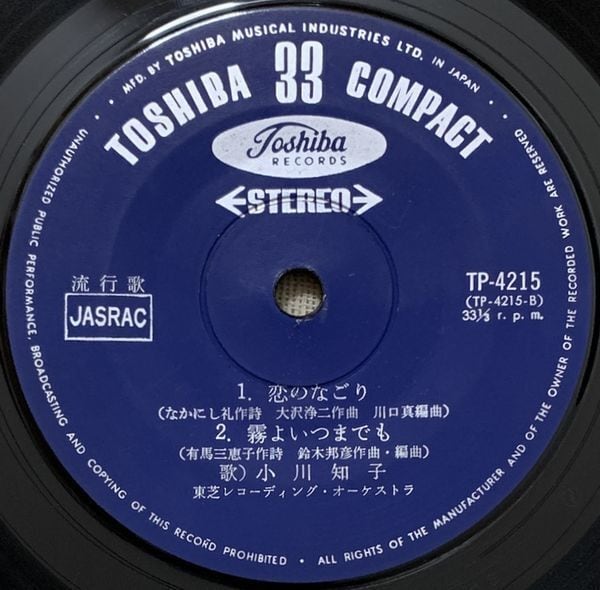 MFD. BY TOSHIBA MUSICAL INDUSTRIES LTD. IN JAPAN
TOSHIBA 33 COMPACT
Toshiba
RECORDS
STEREO
流行歌
JASRAC
TP-4215
(TP-4215-B)
33⅓ r. p. m.
1. 恋のなごり
(なかにし礼作詩 大沢浄二作曲 川口真編曲)
2. 霧よいつまでも
(有馬三恵子作詩 鈴木邦彦作曲・編曲)
歌) 小川知子
東芝レコーディング・オーケストラ
UNAUTHORIZED PUBLIC PERFORMANCE, BROADCASTING AND COPYING OF THIS RECORD PROHIBITED • ALL RIGHTS OF THE MANUFACTURER AND OF THE OWNER OF THE RECORDED WORK ARE RESERVED